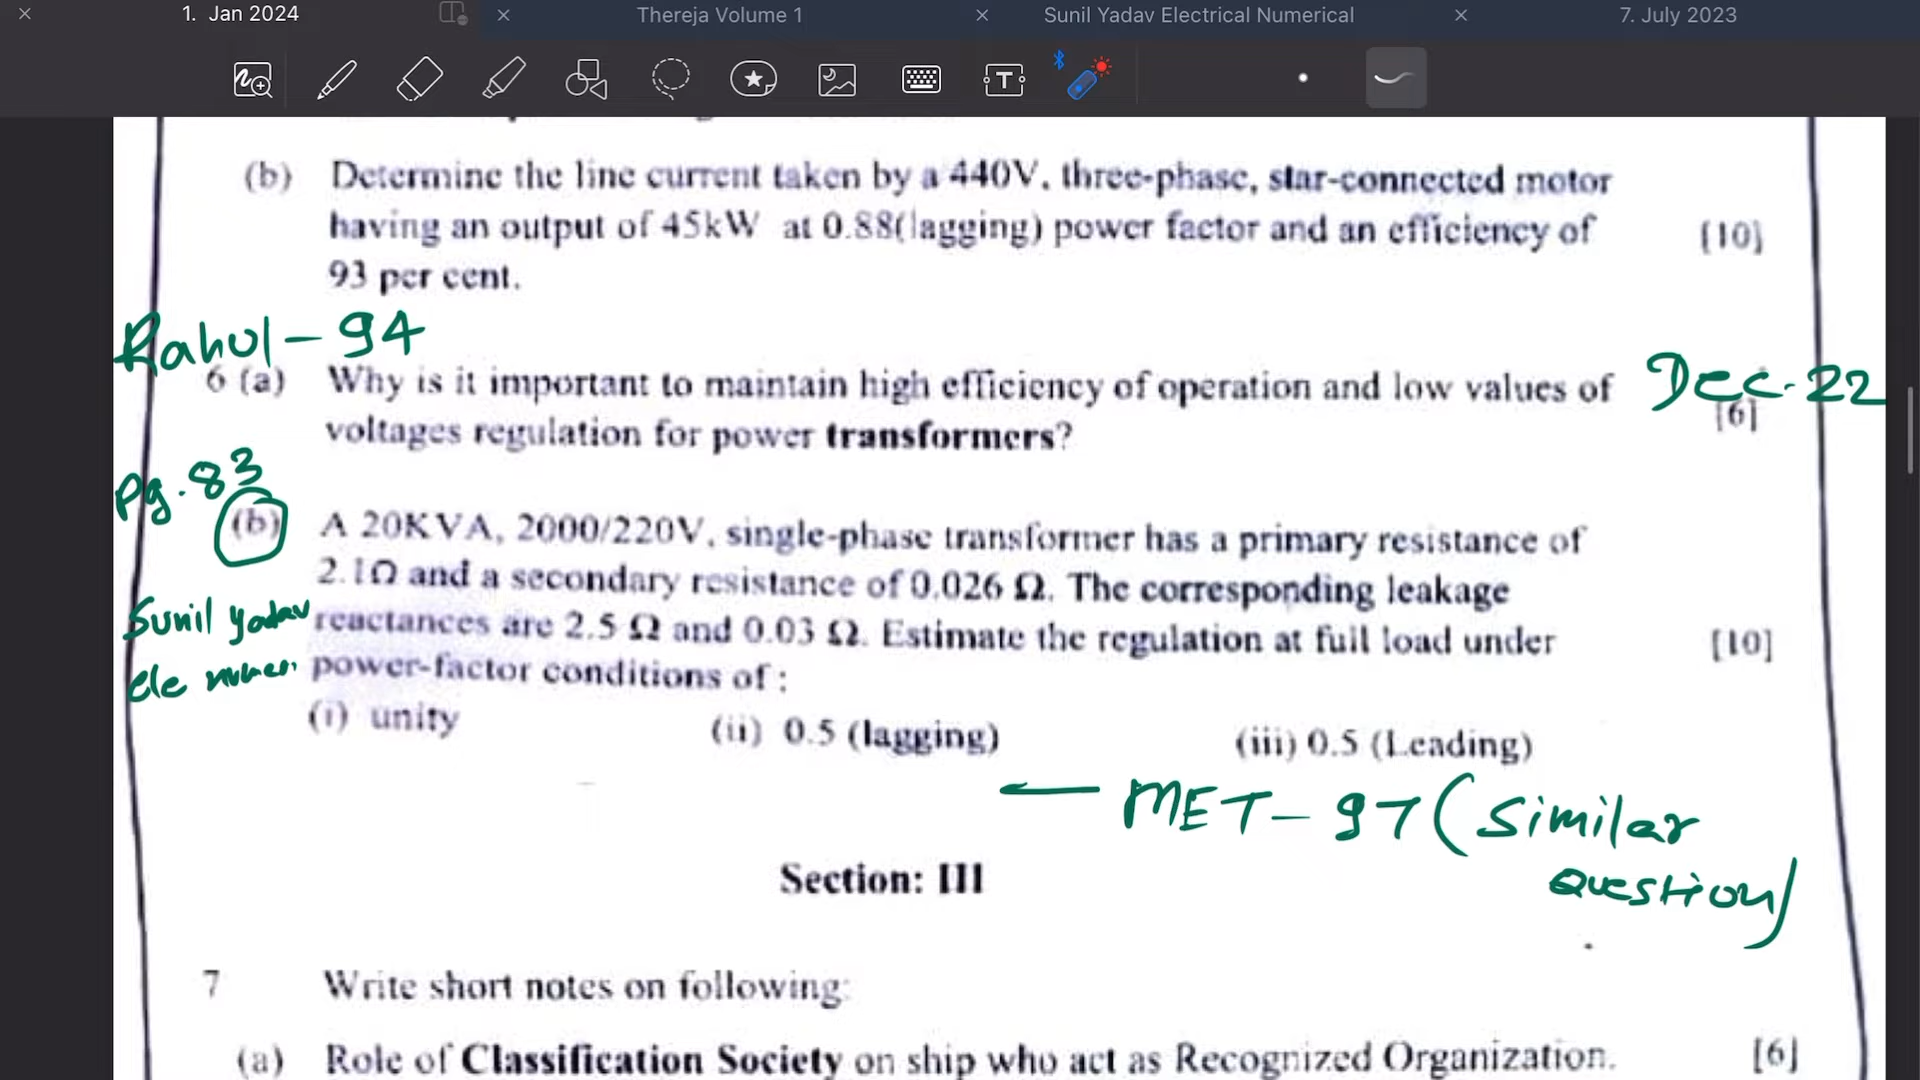 1. Jan 2024
Thereja Volume 1
Sunil Yadav Electrical Numerical
7. July 2023
(b) Determine the line current taken by a 440V, three-phase, star-connected motor
having an output of 45kW at 0.88(lagging) power factor and an efficiency of [10]
93 per cent.
Rahul - 94
6 (a) Why is it important to maintain high efficiency of operation and low values of Dec-22
[6]
voltages regulation for power transformers?
Pg. 83
(b) A 20KVA, 2000/220V, single-phase transformer has a primary resistance of
2.1Ω and a secondary resistance of 0.026 Ω. The corresponding leakage
Sunil yadav reactances are 2.5 Ω and 0.03 Ω. Estimate the regulation at full load under [10]
ele numer. power-factor conditions of :
(i) unity (ii) 0.5 (lagging) (iii) 0.5 (Leading)
MET - 97 (Similar
question)
Section: III
7 Write short notes on following:
(a) Role of Classification Society on ship who act as Recognized Organization. [6]